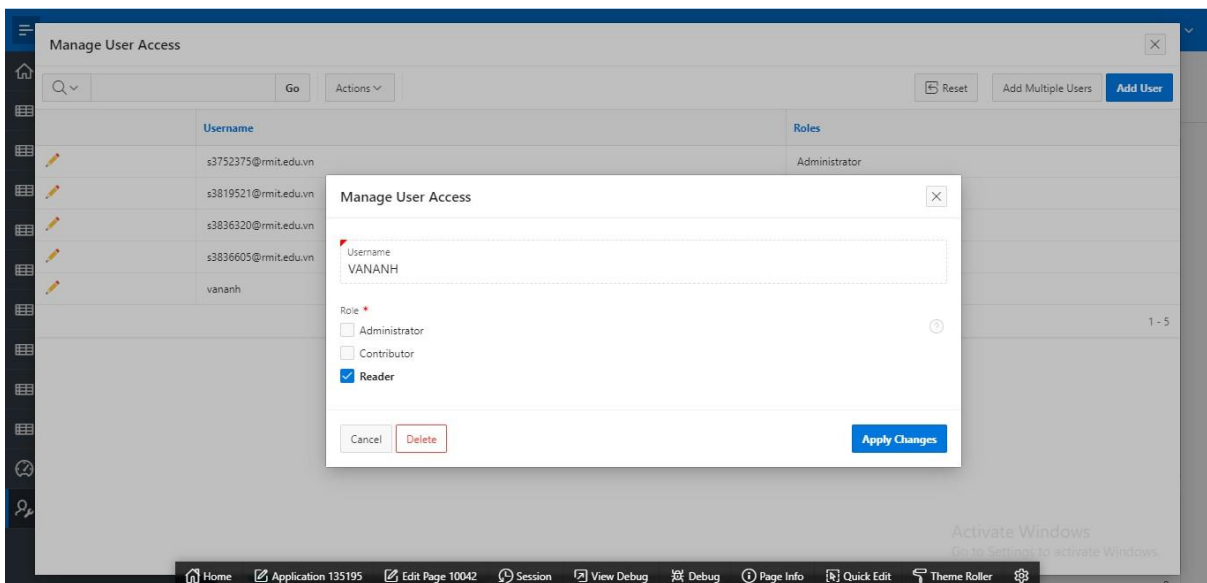 Manage User Access
Go
Actions
Reset
Add Multiple Users
Add User
Username
Roles
s3752375@rmit.edu.vn
Administrator
s3819521@rmit.edu.vn
s3836320@rmit.edu.vn
s3836605@rmit.edu.vn
vananh
1 - 5
Manage User Access
Username
VANANH
Role *
Administrator
Contributor
Reader
Cancel
Delete
Apply Changes
Activate Windows
Go to Settings to activate Windows.
Home
Application 135195
Edit Page 10042
Session
View Debug
Debug
Page Info
Quick Edit
Theme Roller